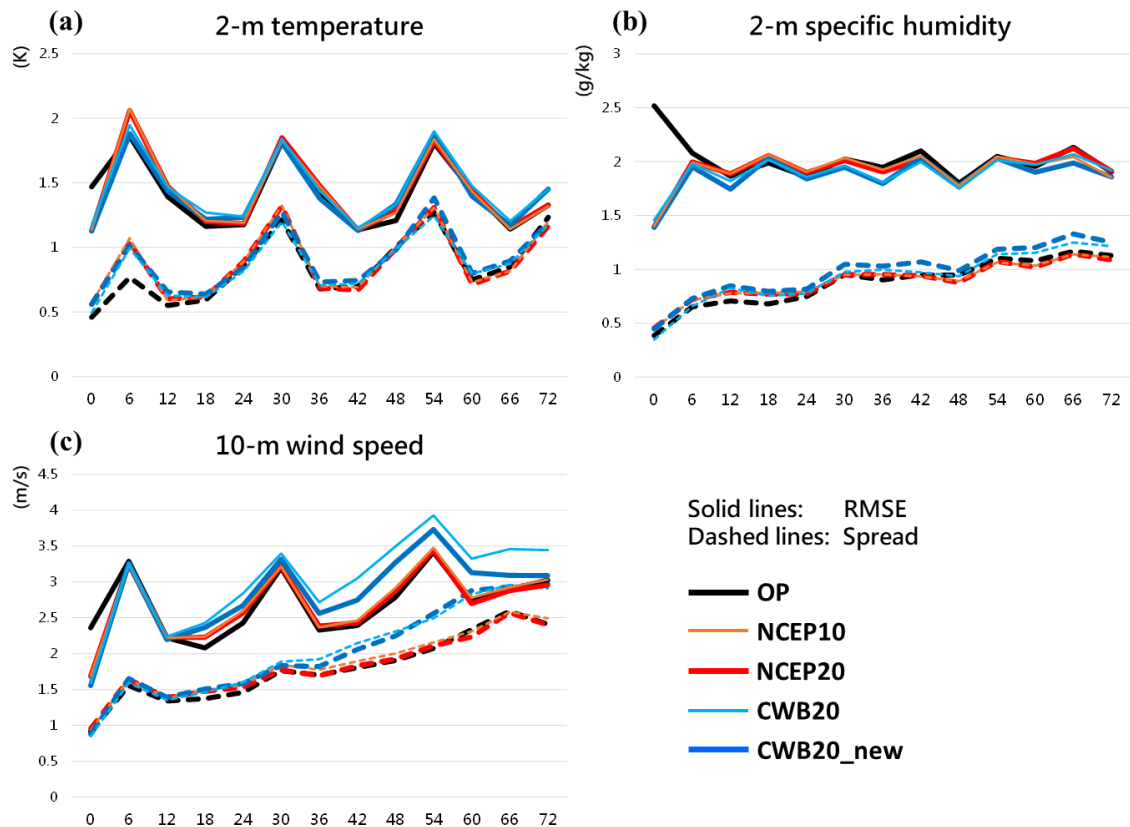 (a) 2-m temperature
(K)
2.5
2
1.5
1
0.5
0
0 6 12 18 24 30 36 42 48 54 60 66 72
(b) 2-m specific humidity
(g/kg)
3
2.5
2
1.5
1
0.5
0
0 6 12 18 24 30 36 42 48 54 60 66 72
(c) 10-m wind speed
(m/s)
4.5
4
3.5
3
2.5
2
1.5
1
0.5
0
0 6 12 18 24 30 36 42 48 54 60 66 72
Solid lines: RMSE
Dashed lines: Spread
OP
NCEP10
NCEP20
CWB20
CWB20_new